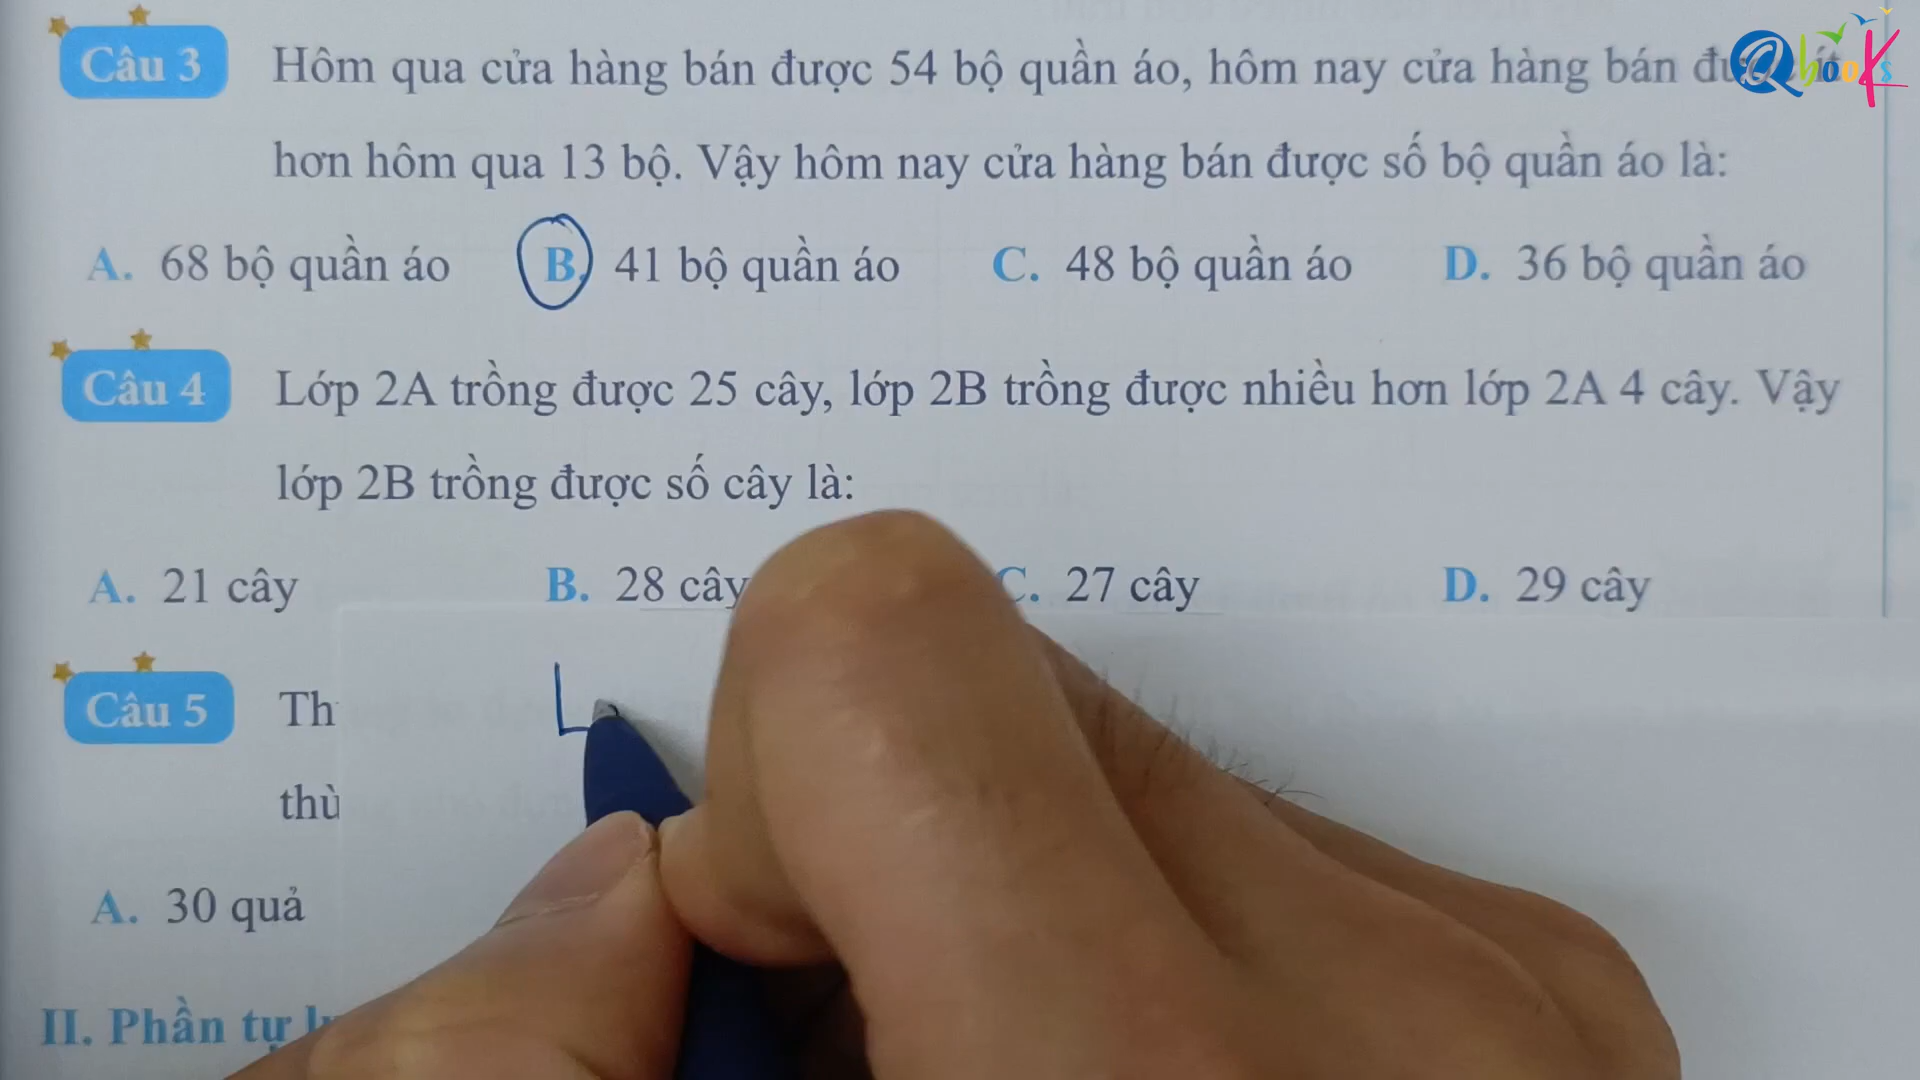 Câu 3 Hôm qua cửa hàng bán được 54 bộ quần áo, hôm nay cửa hàng bán
hơn hôm qua 13 bộ. Vậy hôm nay cửa hàng bán được số bộ quần áo là:
A. 68 bộ quần áo B. 41 bộ quần áo C. 48 bộ quần áo D. 36 bộ quần áo
Câu 4 Lớp 2A trồng được 25 cây, lớp 2B trồng được nhiều hơn lớp 2A 4 cây. Vậy
lớp 2B trồng được số cây là:
A. 21 cây B. 28 cây C. 27 cây D. 29 cây
Câu 5 Th
L
thù
A. 30 quả
II. Phần tự
Qbooks